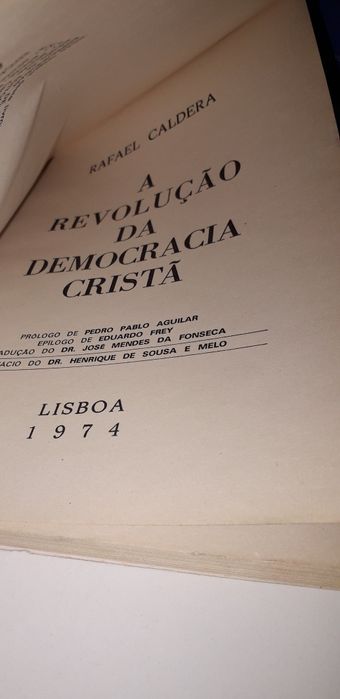 RAFAEL CALDERA
A
REVOLUÇÃO
DA
DEMOCRACIA
CRISTÃ
PRÓLOGO DE PEDRO PABLO AGUILAR
EPÍLOGO DE EDUARDO FREY
DO DR. JOSÉ MENDES DA FONSECA
DO DR. HENRIQUE DE SOUSA E MELO
LISBOA
1974